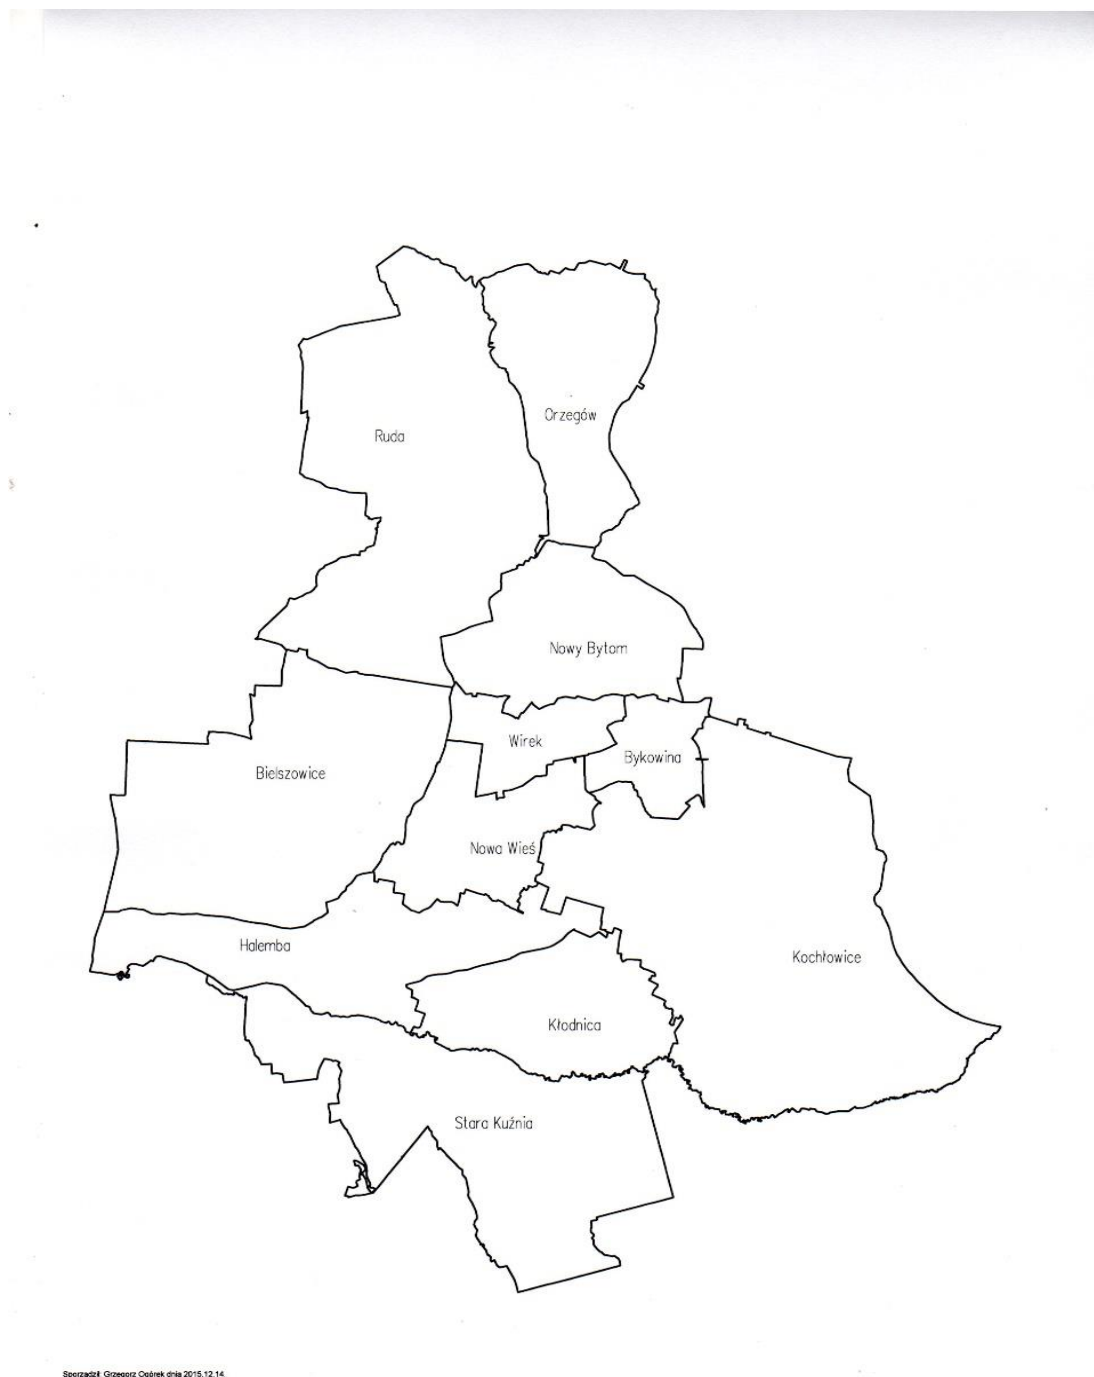 Orzegów
Ruda
Nowy Bytom
Wirek
Bykowina
Bielszowice
Nowa Wieś
Halemba
Kochłowice
Kłodnica
Stara Kuźnia
Sporządził: Grzegorz Ogórek dnia 2015.12.14.